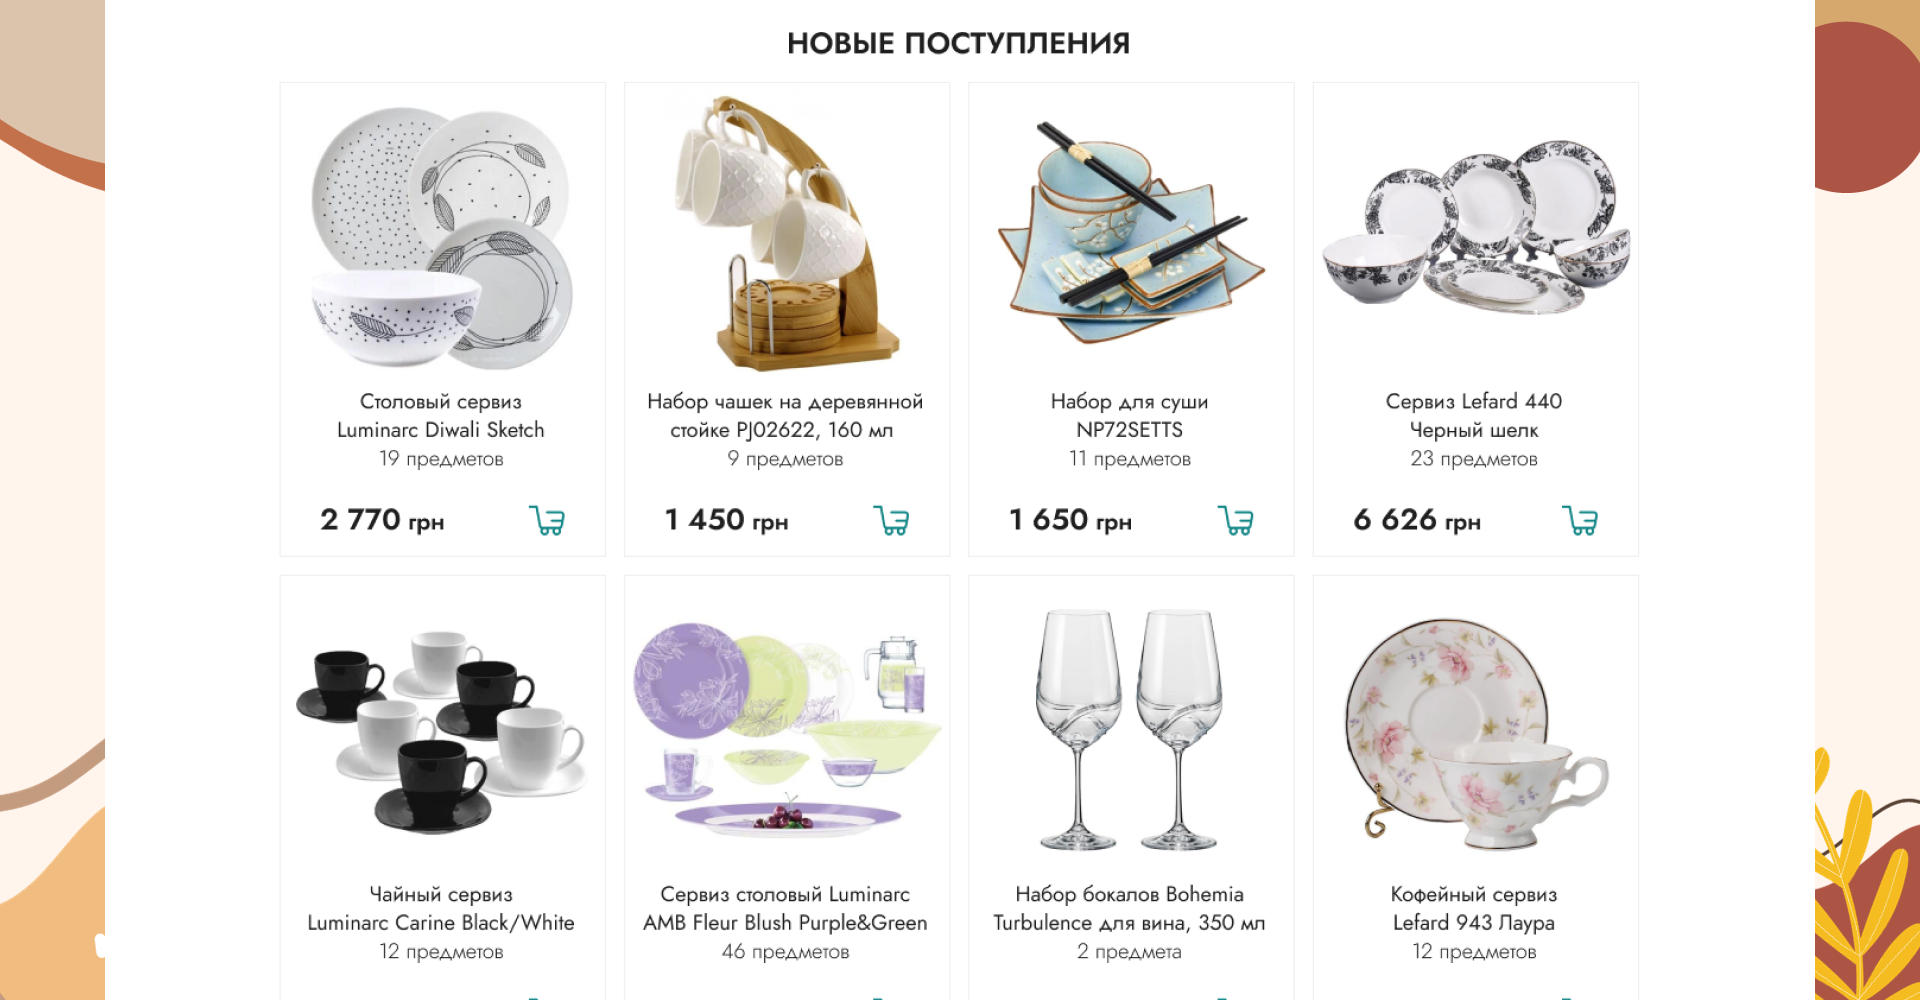 НОВЫЕ ПОСТУПЛЕНИЯ
Столовый сервиз
Luminarc Diwali Sketch
19 предметов
2 770 грн
Набор чашек на деревянной
стойке PJ02622, 160 мл
9 предметов
1 450 грн
Набор для суши
NP72SETTS
11 предметов
1 650 грн
Сервиз Lefard 440
Черный шелк
23 предметов
6 626 грн
Чайный сервиз
Luminarc Carine Black/White
12 предметов
Сервиз столовый Luminarc
AMB Fleur Blush Purple&Green
46 предметов
Набор бокалов Bohemia
Turbulence для вина, 350 мл
2 предмета
Кофейный сервиз
Lefard 943 Лаура
12 предметов